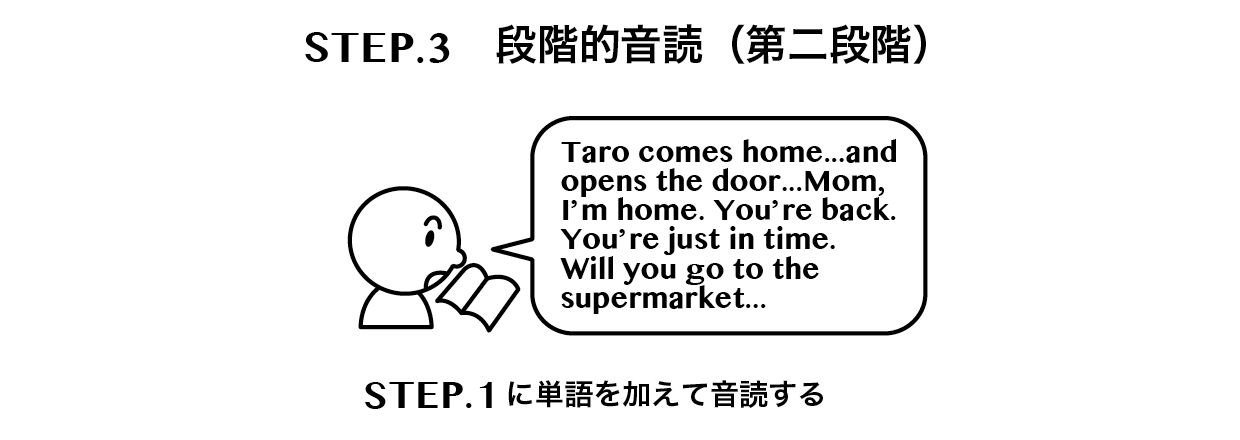 STEP.3 段階的音読（第二段階）
Taro comes home...and
opens the door...Mom,
I'm home. You're back.
You're just in time.
Will you go to the
supermarket...
STEP.1に単語を加えて音読する